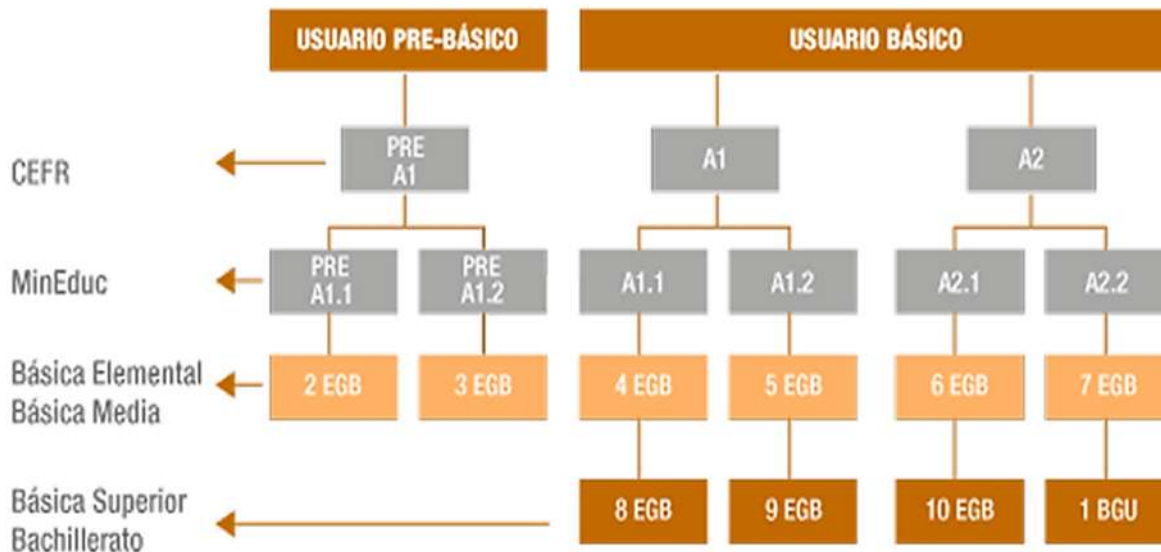 USUARIO PRE-BÁSICO
USUARIO BÁSICO
CEFR
PRE
A1
A1
A2
MinEduc
PRE
A1.1
PRE
A1.2
A1.1
A1.2
A2.1
A2.2
Básica Elemental
Básica Media
2 EGB
3 EGB
4 EGB
5 EGB
6 EGB
7 EGB
Básica Superior
Bachillerato
8 EGB
9 EGB
10 EGB
1 BGU